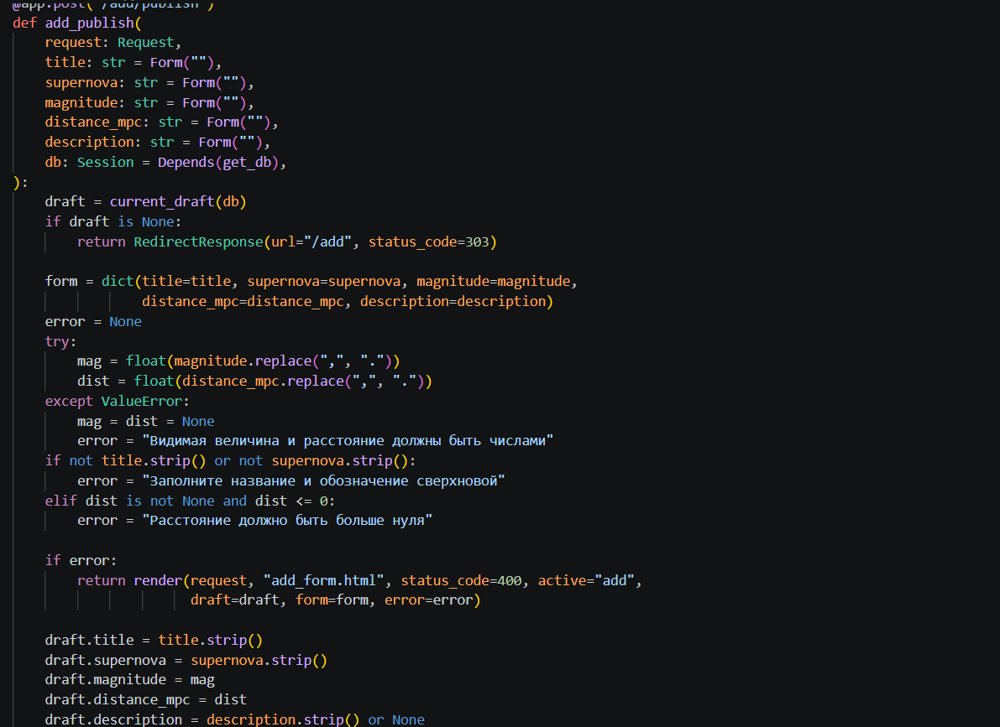 @app.post("/add/publish")
def add_publish(
    request: Request,
    title: str = Form(""),
    supernova: str = Form(""),
    magnitude: str = Form(""),
    distance_mpc: str = Form(""),
    description: str = Form(""),
    db: Session = Depends(get_db),
):
    draft = current_draft(db)
    if draft is None:
        return RedirectResponse(url="/add", status_code=303)
    form = dict(title=title, supernova=supernova, magnitude=magnitude,
                distance_mpc=distance_mpc, description=description)
    error = None
    try:
        mag = float(magnitude.replace(",", "."))
        dist = float(distance_mpc.replace(",", "."))
    except ValueError:
        mag = dist = None
        error = "Видимая величина и расстояние должны быть числами"
    if not title.strip() or not supernova.strip():
        error = "Заполните название и обозначение сверхновой"
    elif dist is not None and dist <= 0:
        error = "Расстояние должно быть больше нуля"
    if error:
        return render(request, "add_form.html", status_code=400, active="add",
                      draft=draft, form=form, error=error)
    draft.title = title.strip()
    draft.supernova = supernova.strip()
    draft.magnitude = mag
    draft.distance_mpc = dist
    draft.description = description.strip() or None